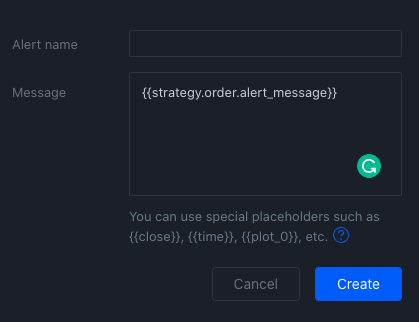 Alert name
Message
{{strategy.order.alert_message}}
You can use special placeholders such as
{{close}}, {{time}}, {{plot_0}}, etc.
Cancel
Create